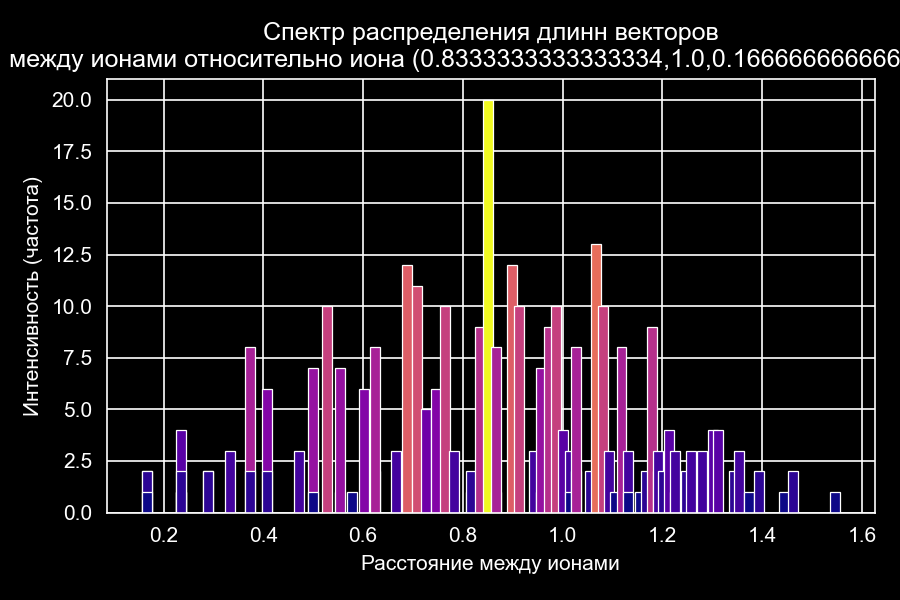 Спектр распределения длинн векторов
между ионами относительно иона (0.8333333333333334,1.0,0.166666666666
20.0
17.5
15.0
12.5
10.0
7.5
5.0
2.5
0.0
Интенсивность (частота)
0.2 0.4 0.6 0.8 1.0 1.2 1.4 1.6
Расстояние между ионами